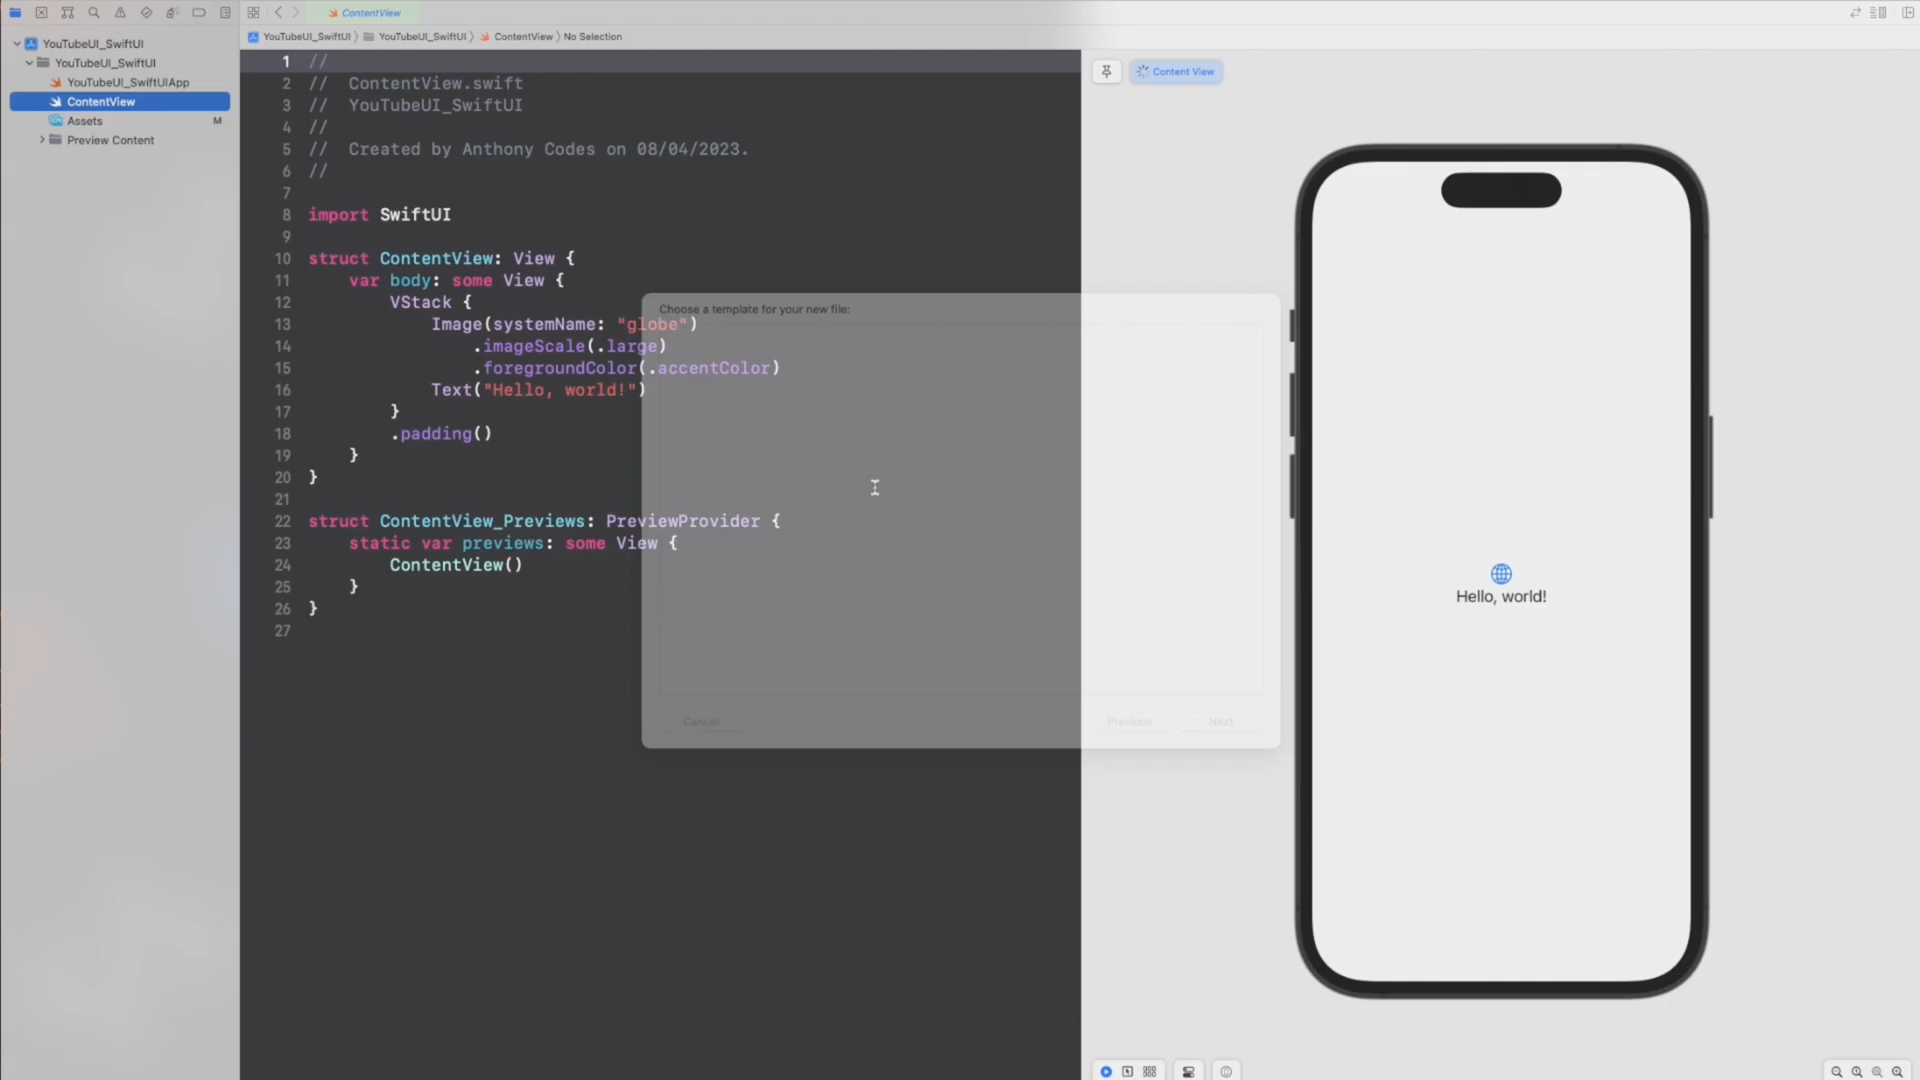 ContentView
YouTubeUI_SwiftUI
YouTubeUI_SwiftUI
ContentView
No Selection
YouTubeUI_SwiftUI
YouTubeUI_SwiftUI
YouTubeUI_SwiftUIApp
ContentView
Assets M
Preview Content
1 //
2 //  ContentView.swift
3 //  YouTubeUI_SwiftUI
4 //
5 //  Created by Anthony Codes on 08/04/2023.
6 //
7
8 import SwiftUI
9
10 struct ContentView: View {
11     var body: some View {
12         VStack {
13             Image(systemName: "globe")
14                 .imageScale(.large)
15                 .foregroundColor(.accentColor)
16             Text("Hello, world!")
17         }
18         .padding()
19     }
20 }
21
22 struct ContentView_Previews: PreviewProvider {
23     static var previews: some View {
24         ContentView()
25     }
26 }
27
Choose a template for your new file:
Cancel
Previous
Next
Content View
Hello, world!